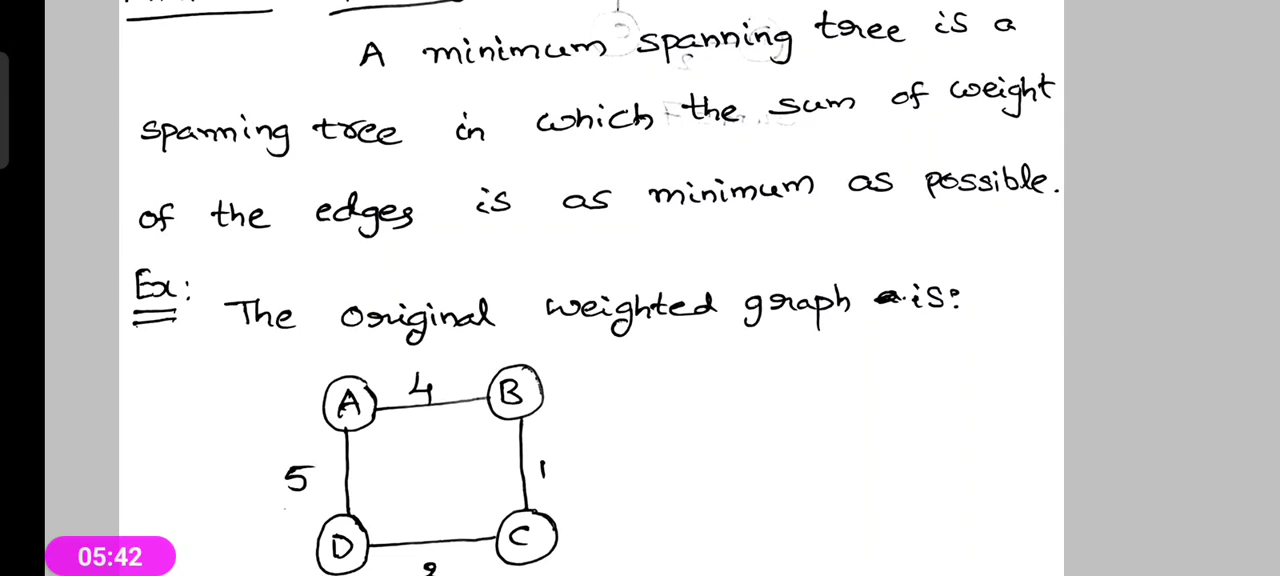 A minimum spanning tree is a
spanning tree in which the sum of weight
of the edges is as minimum as possible.
Ex: The original weighted graph is:
A 4 B
5 1
D C
05:42